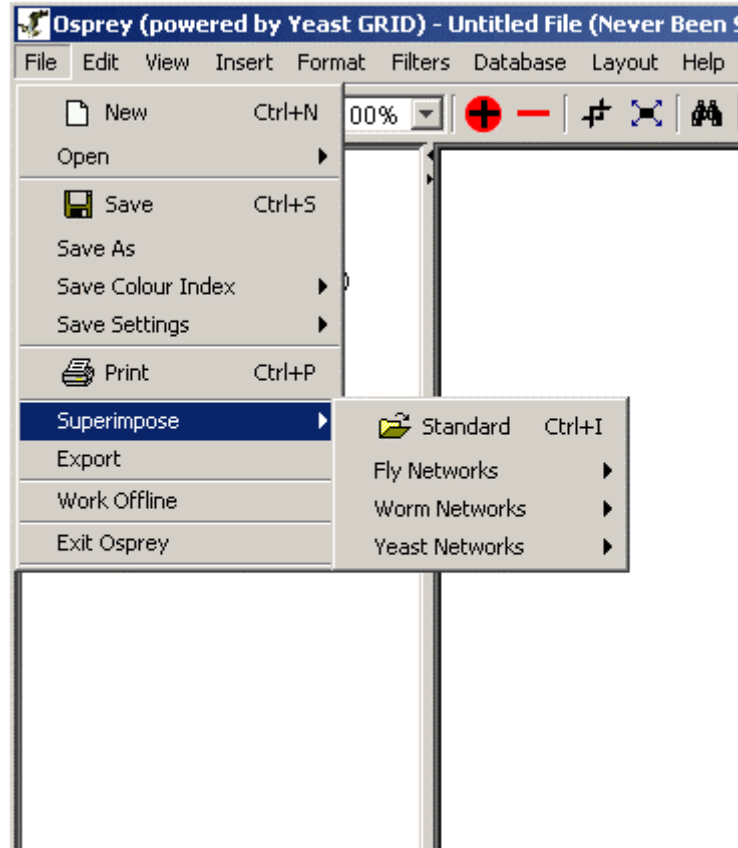 Osprey (powered by Yeast GRID) - Untitled File (Never Been S
File Edit View Insert Format Filters Database Layout Help
New Ctrl+N 00%
Open
Save Ctrl+S
Save As
Save Colour Index
Save Settings
Print Ctrl+P
Superimpose
Export
Work Offline
Exit Osprey
Standard Ctrl+I
Fly Networks
Worm Networks
Yeast Networks